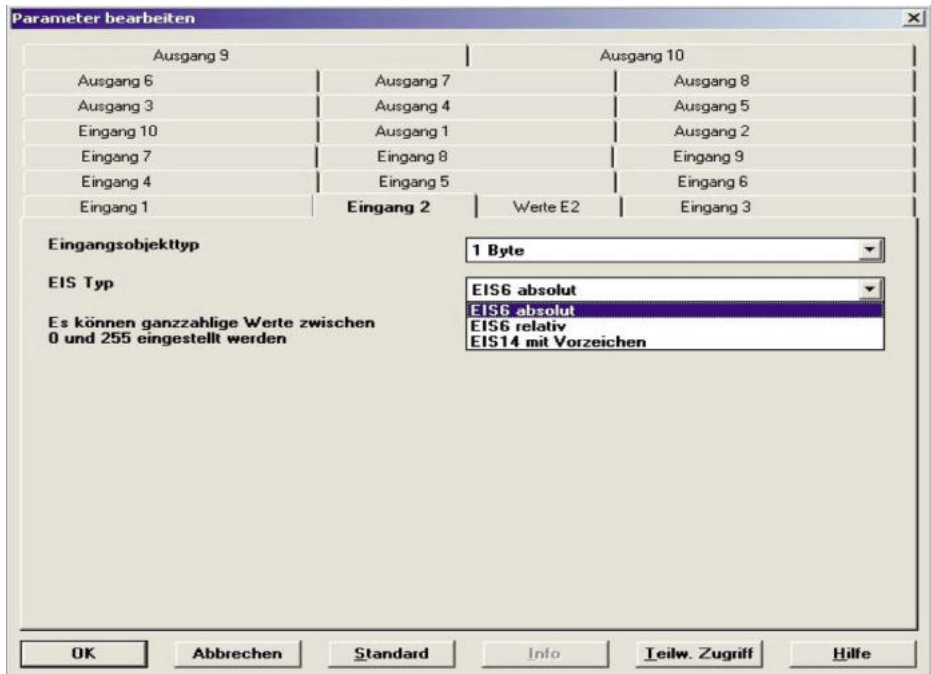 Parameter bearbeiten
Ausgang 9 Ausgang 10
Ausgang 6 Ausgang 7 Ausgang 8
Ausgang 3 Ausgang 4 Ausgang 5
Eingang 10 Ausgang 1 Ausgang 2
Eingang 7 Eingang 8 Eingang 9
Eingang 4 Eingang 5 Eingang 6
Eingang 1 Eingang 2 Werte E2 Eingang 3
Eingangsobjekttyp 1 Byte
EIS Typ EIS6 absolut
EIS6 absolut
EIS6 relativ
EIS14 mit Vorzeichen
Es können ganzzahlige Werte zwischen
0 und 255 eingestellt werden
OK Abbrechen Standard Info Teilw. Zugriff Hilfe